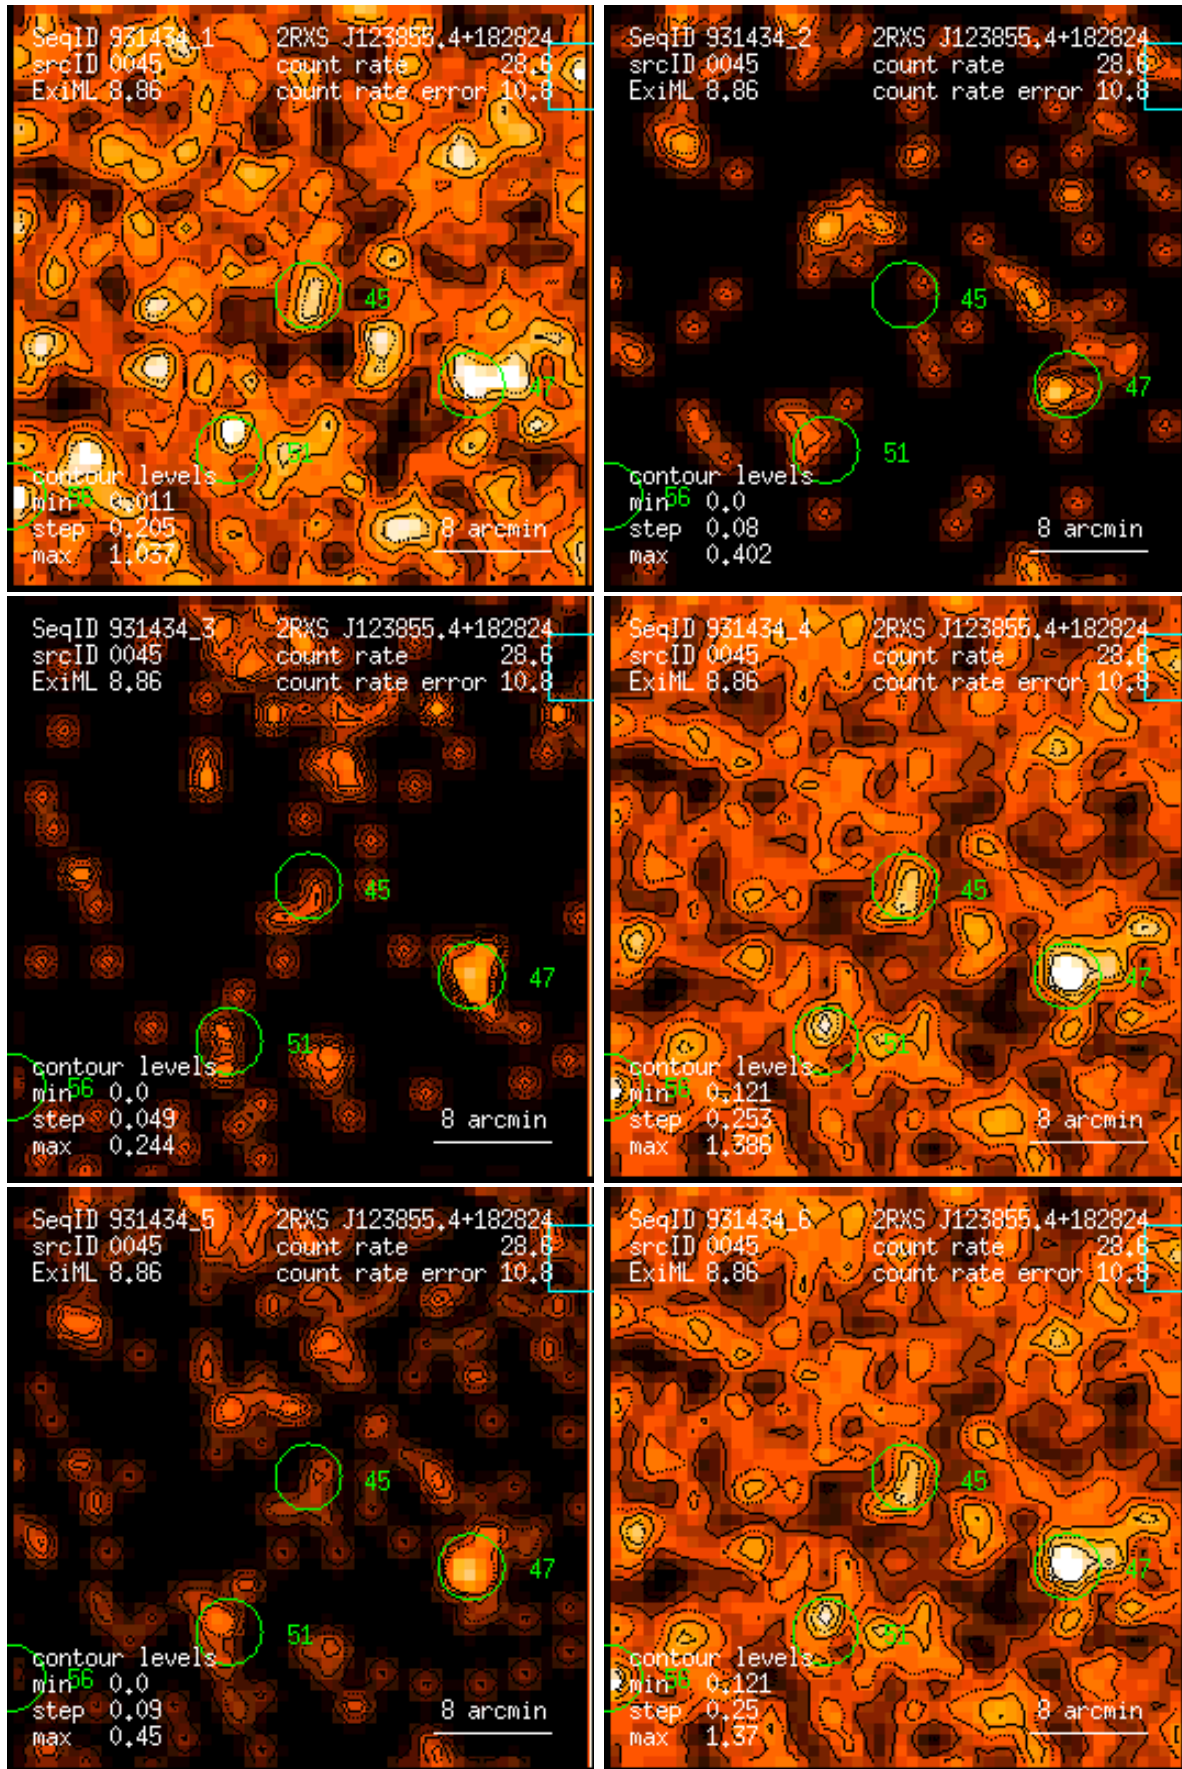 SeqID 931434_1 2RXS J123855.4+182824
srcID 0045 count rate 28.6
ExiML 8.86 count rate error 10.8
45
47
51
contour levels
56
min 0.011
step 0.205 8 arcmin
max 1.037
SeqID 931434_2 2RXS J123855.4+182824
srcID 0045 count rate 28.6
ExiML 8.86 count rate error 10.8
45
47
51
contour levels
56
min 0.0
step 0.08 8 arcmin
max 0.402
SeqID 931434_3 2RXS J123855.4+182824
srcID 0045 count rate 28.6
ExiML 8.86 count rate error 10.8
45
47
51
contour levels
56
min 0.0
step 0.049 8 arcmin
max 0.244
SeqID 931434_4 2RXS J123855.4+182824
srcID 0045 count rate 28.6
ExiML 8.86 count rate error 10.8
45
47
51
contour levels
56
min 0.121
step 0.253 8 arcmin
max 1.386
SeqID 931434_5 2RXS J123855.4+182824
srcID 0045 count rate 28.6
ExiML 8.86 count rate error 10.8
45
47
51
contour levels
56
min 0.0
step 0.09 8 arcmin
max 0.45
SeqID 931434_6 2RXS J123855.4+182824
srcID 0045 count rate 28.6
ExiML 8.86 count rate error 10.8
45
47
51
contour levels
56
min 0.121
step 0.25 8 arcmin
max 1.37